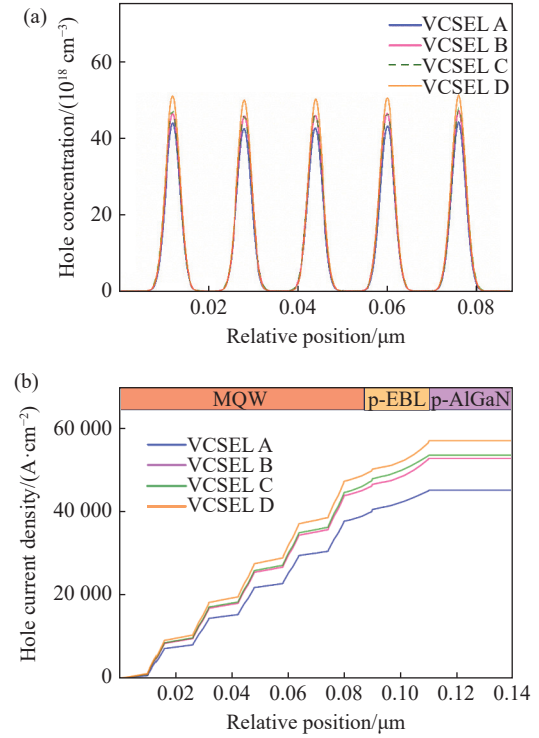 (a)
VCSEL A
VCSEL B
VCSEL C
VCSEL D
60
40
20
0
Hole concentration/(10¹⁸ cm⁻³)
0.02 0.04 0.06 0.08
Relative position/μm
(b)
MQW p-EBL p-AlGaN
60 000
VCSEL A
VCSEL B
VCSEL C
VCSEL D
40 000
20 000
0
Hole current density/(A·cm⁻²)
0.02 0.04 0.06 0.08 0.10 0.12 0.14
Relative position/μm